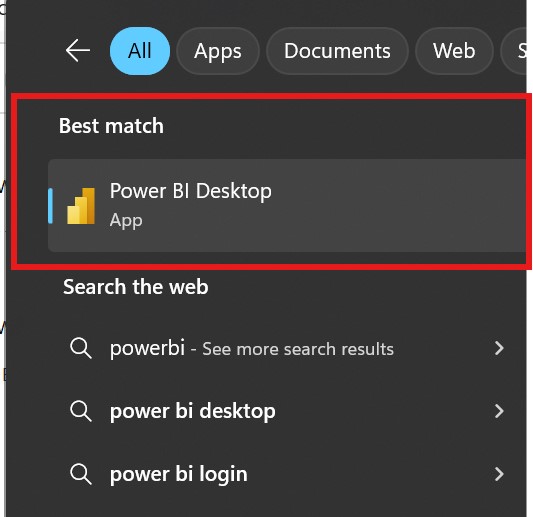 All Apps Documents Web S
Best match
Power BI Desktop
App
Search the web
powerbi - See more search results
power bi desktop
power bi login